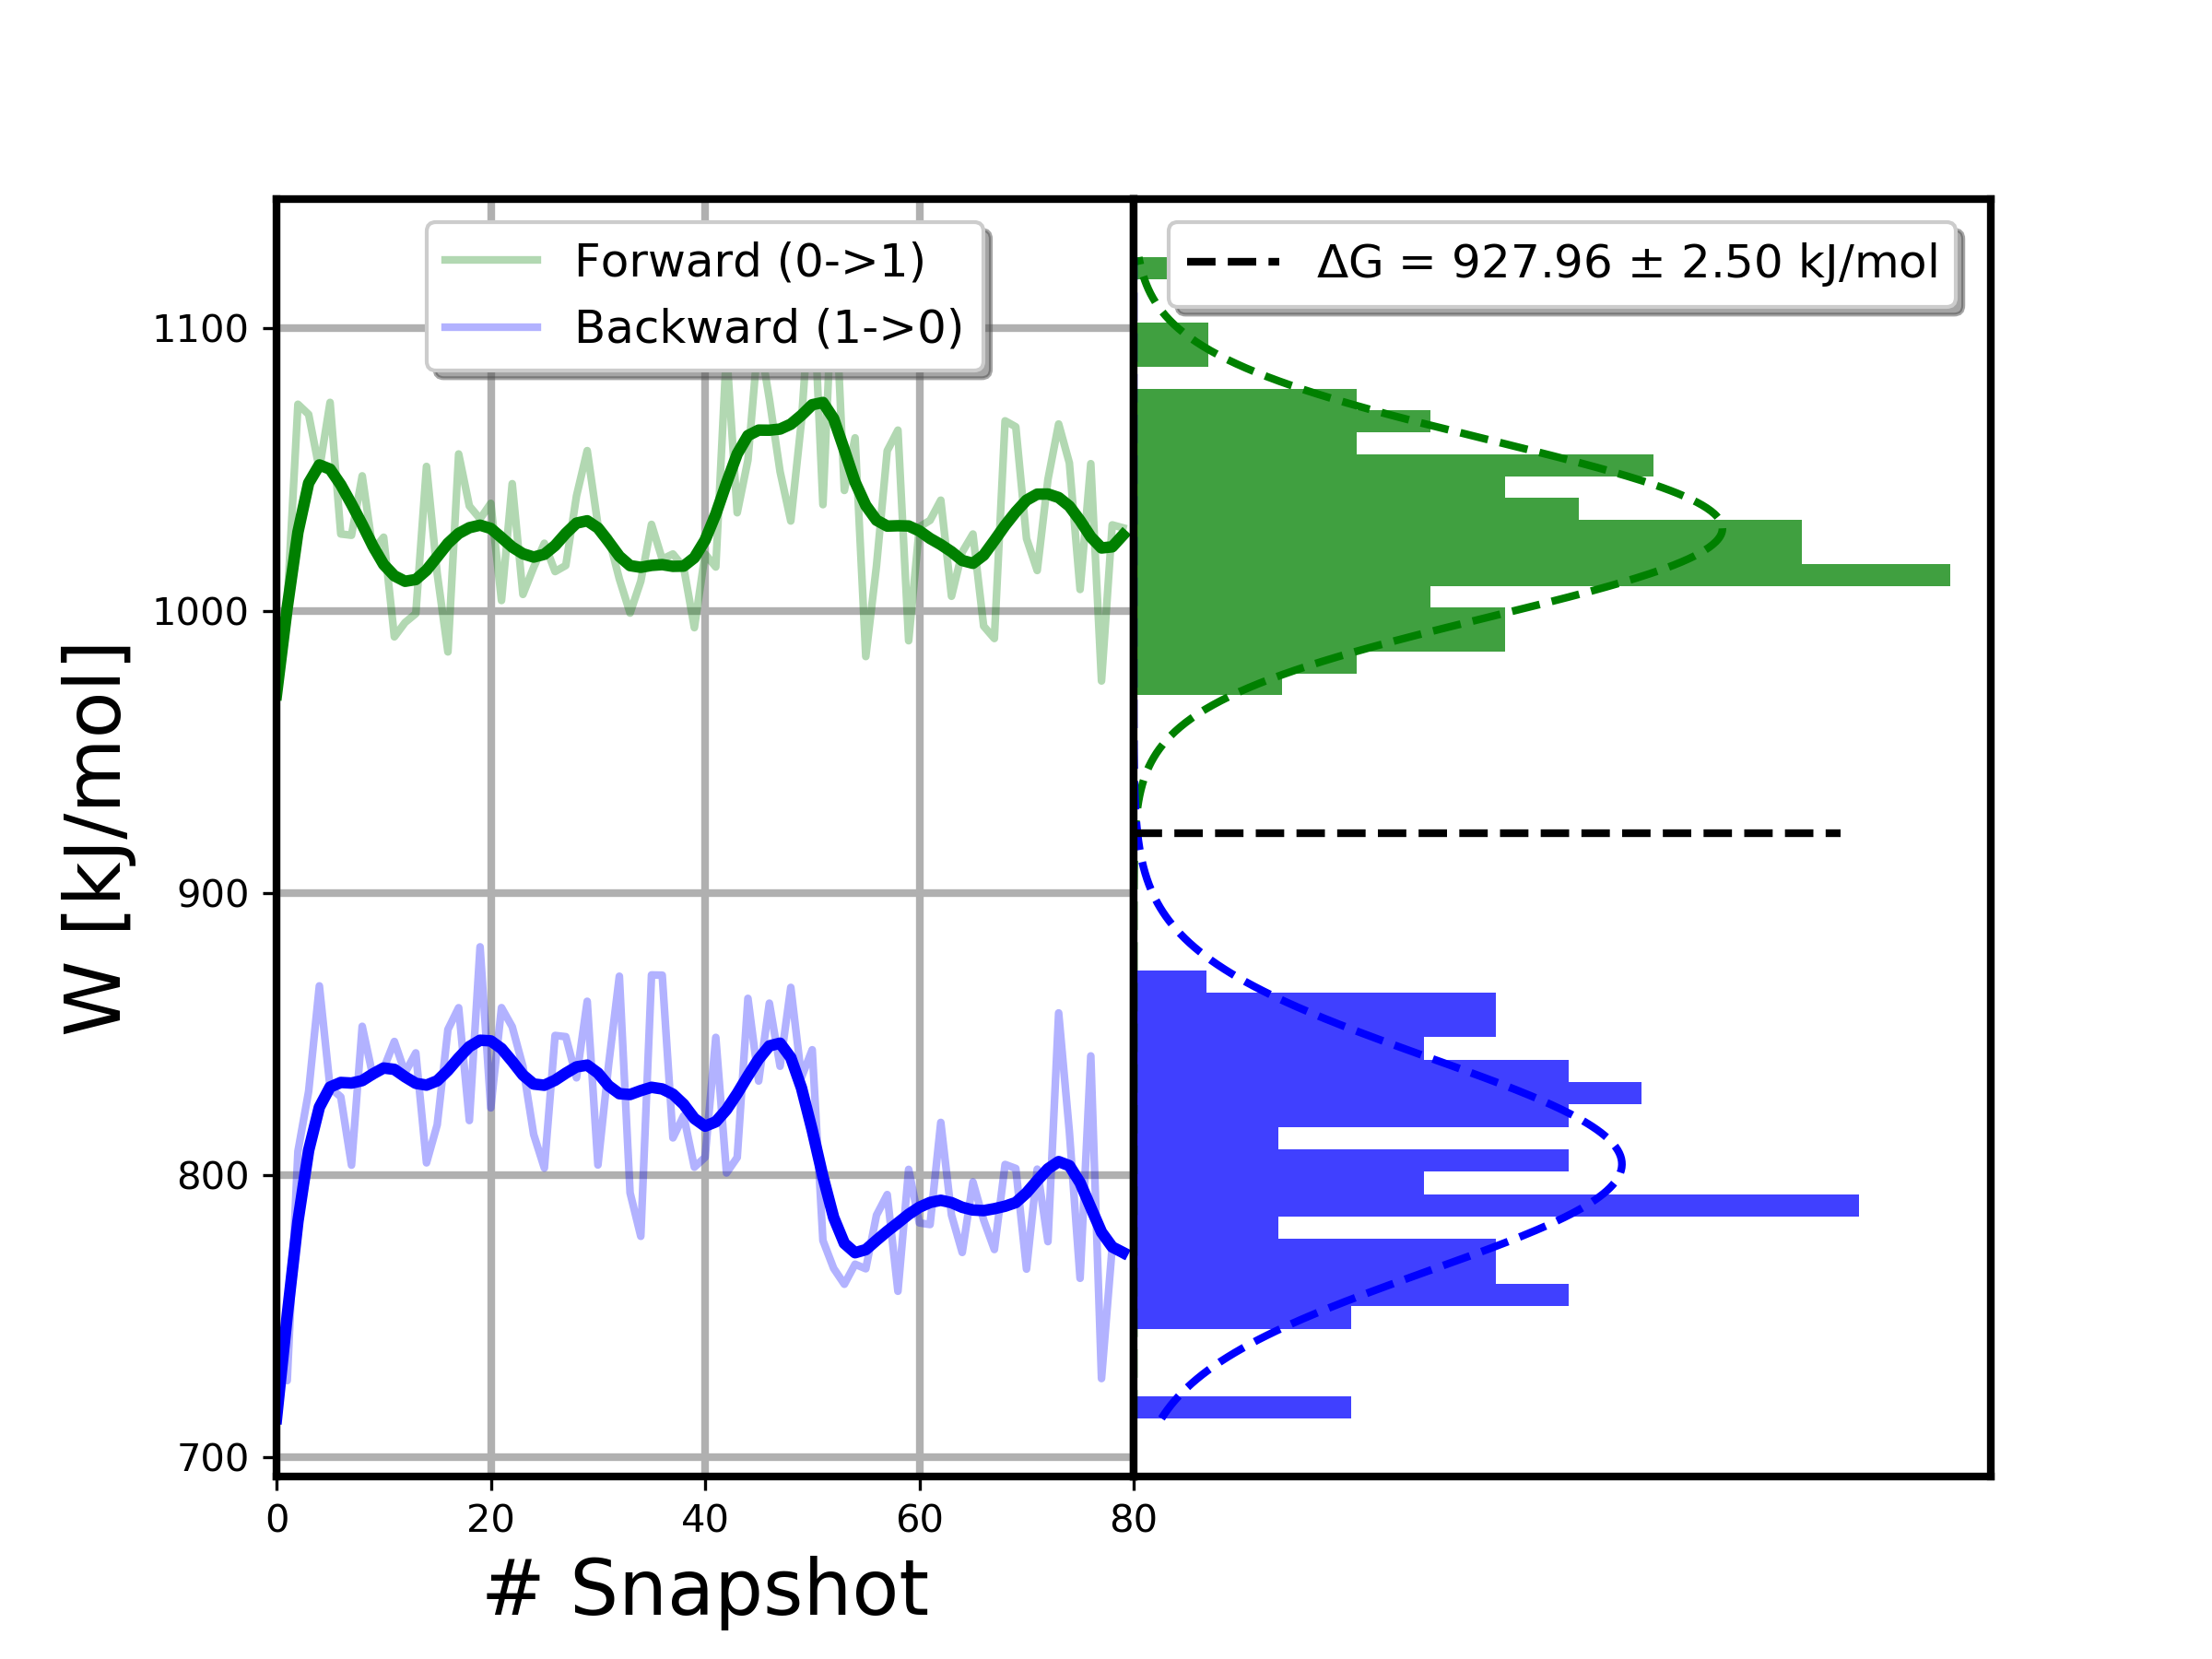 Forward (0->1)
Backward (1->0)
ΔG = 927.96 ± 2.50 kJ/mol
W [kJ/mol]
1100
1000
900
800
700
0 20 40 60 80
# Snapshot